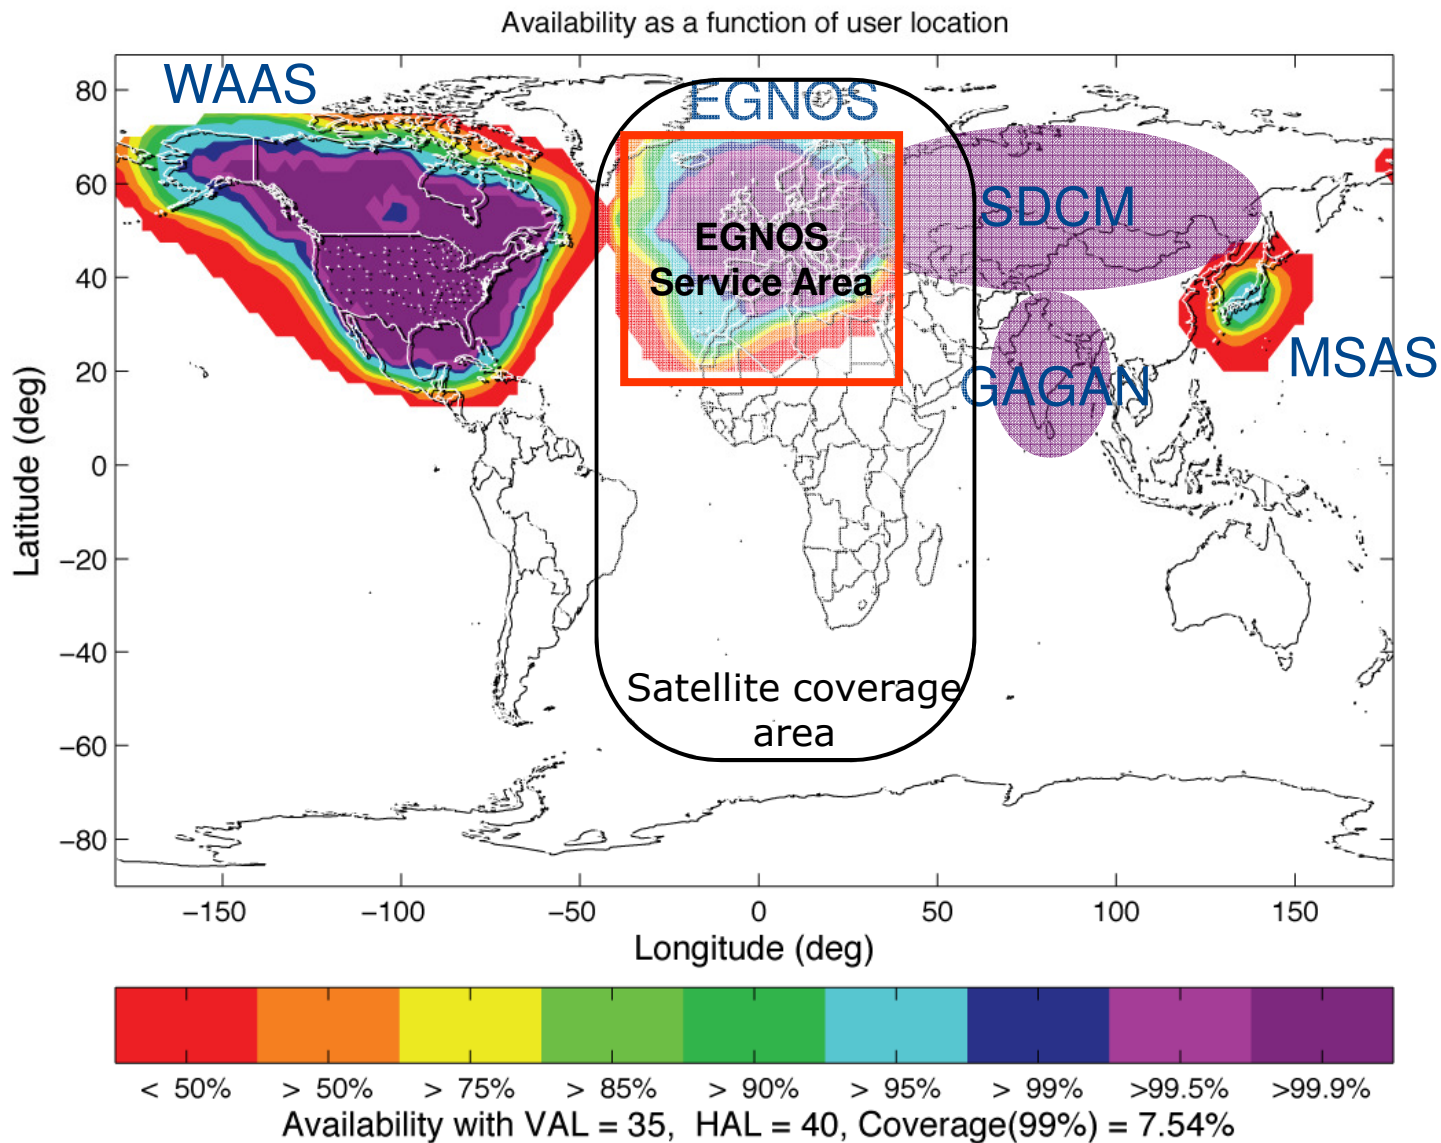 Availability as a function of user location
WAAS
EGNOS
SDCM
EGNOS
Service Area
GAGAN
MSAS
Satellite coverage
area
80
60
40
20
0
−20
−40
−60
−80
Latitude (deg)
−150 −100 −50 0 50 100 150
Longitude (deg)
< 50% > 50% > 75% > 85% > 90% > 95% > 99% >99.5% >99.9%
Availability with VAL = 35, HAL = 40, Coverage(99%) = 7.54%